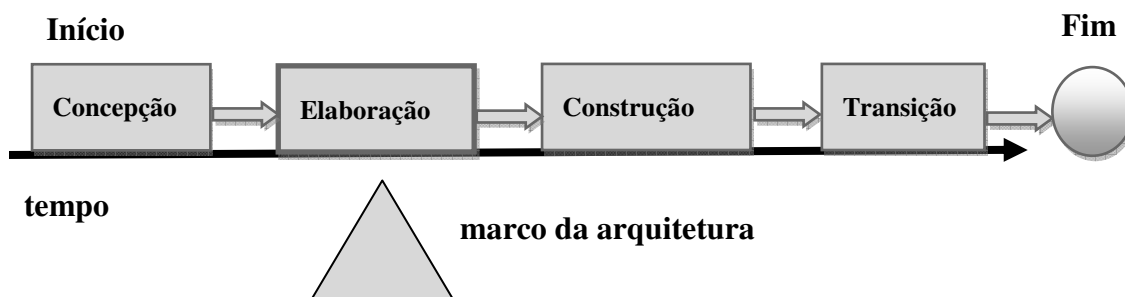 Início
Fim
Concepção
Elaboração
Construção
Transição
tempo
marco da arquitetura